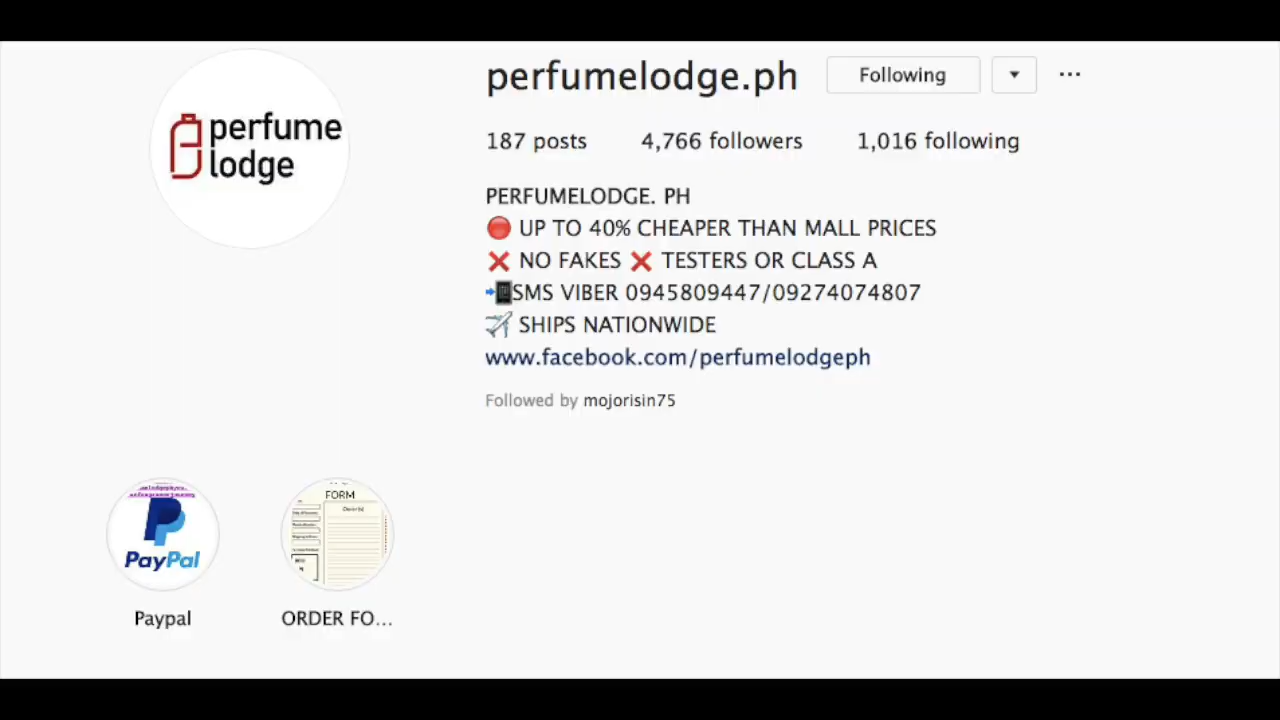 perfume
lodge
perfumelodge.ph
Following
187 posts
4,766 followers
1,016 following
PERFUMELODGE. PH
🔴 UP TO 40% CHEAPER THAN MALL PRICES
❌ NO FAKES ❌ TESTERS OR CLASS A
📲SMS VIBER 0945809447/09274074807
✈️ SHIPS NATIONWIDE
www.facebook.com/perfumelodgeph
Followed by mojorisin75
PayPal
FORM
Paypal
ORDER FO...